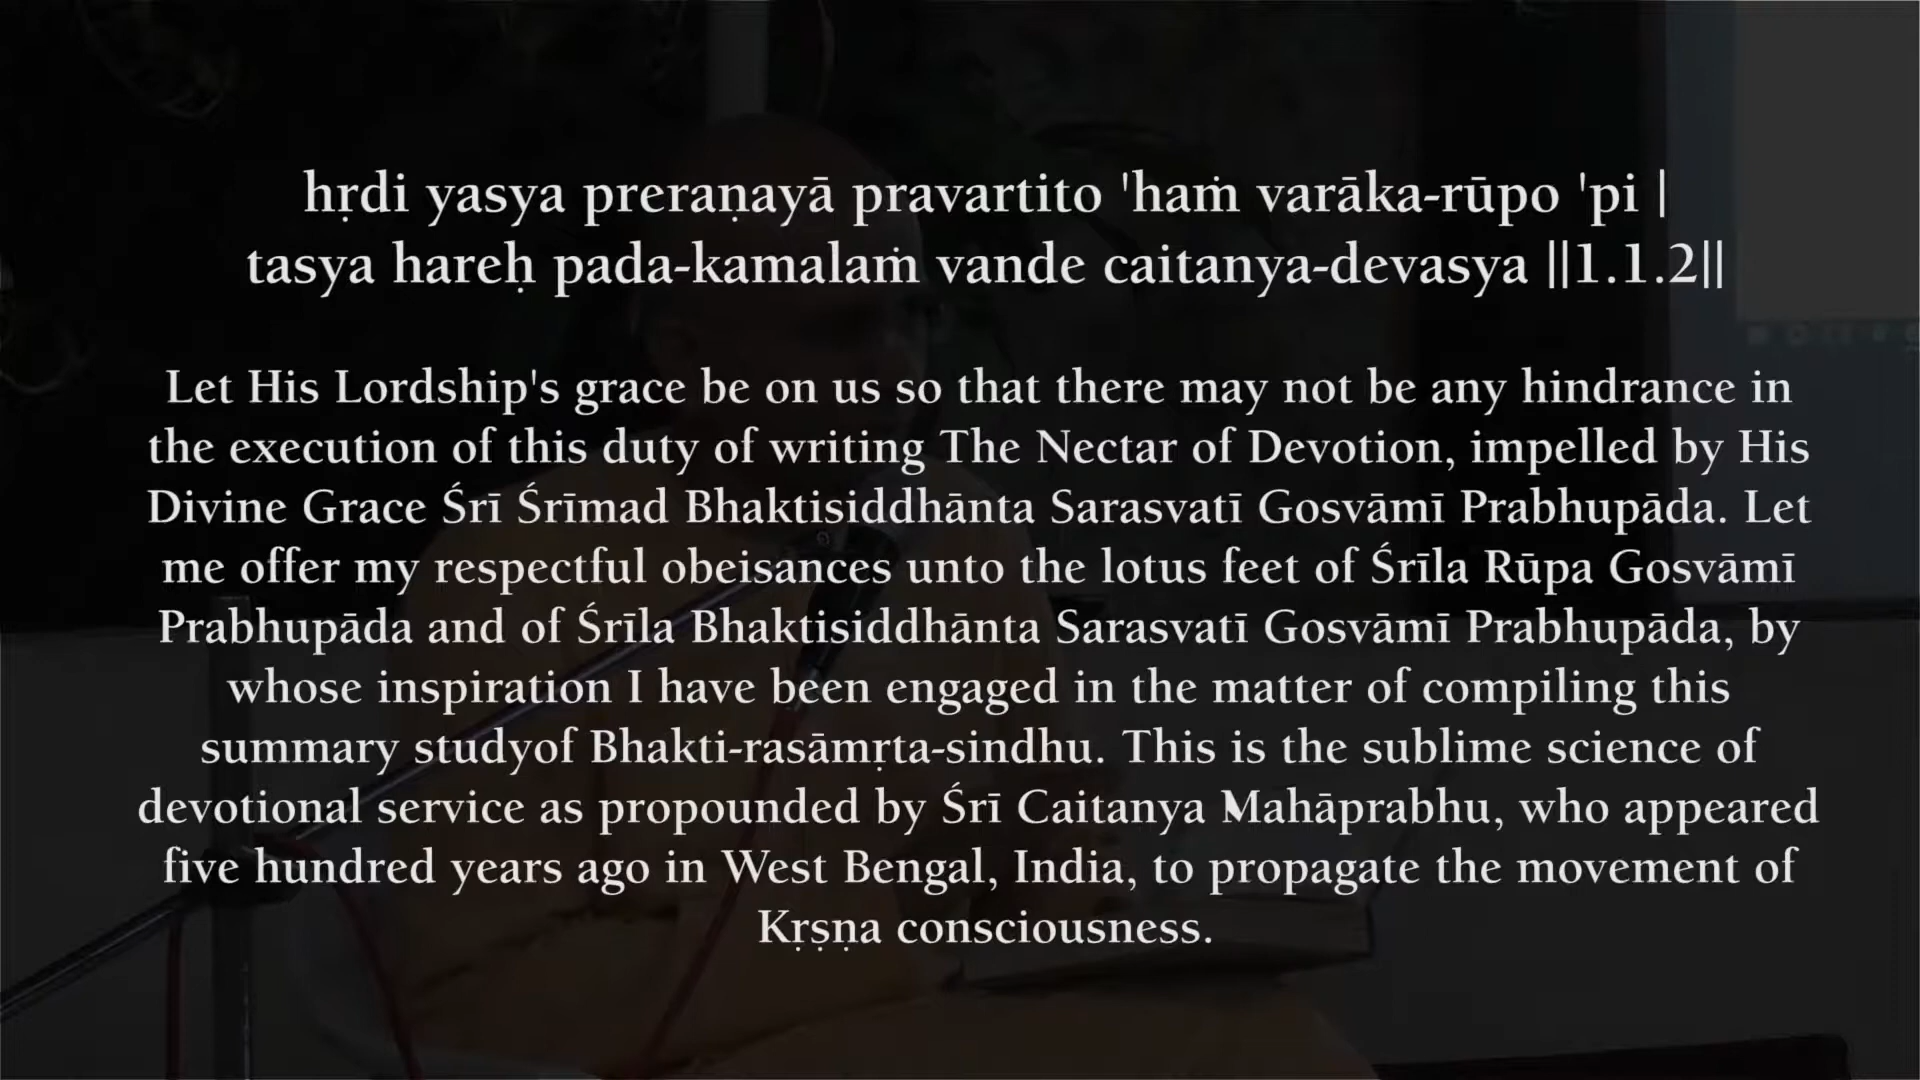 hṛdi yasya preraṇayā pravartito 'haṁ varāka-rūpo 'pi |
tasya hareḥ pada-kamalaṁ vande caitanya-devasya ||1.1.2||
Let His Lordship's grace be on us so that there may not be any hindrance in
the execution of this duty of writing The Nectar of Devotion, impelled by His
Divine Grace Śrī Śrīmad Bhaktisiddhānta Sarasvatī Gosvāmī Prabhupāda. Let
me offer my respectful obeisances unto the lotus feet of Śrīla Rūpa Gosvāmī
Prabhupāda and of Śrīla Bhaktisiddhānta Sarasvatī Gosvāmī Prabhupāda, by
whose inspiration I have been engaged in the matter of compiling this
summary studyof Bhakti-rasāmṛta-sindhu. This is the sublime science of
devotional service as propounded by Śrī Caitanya Mahāprabhu, who appeared
five hundred years ago in West Bengal, India, to propagate the movement of
Kṛṣṇa consciousness.